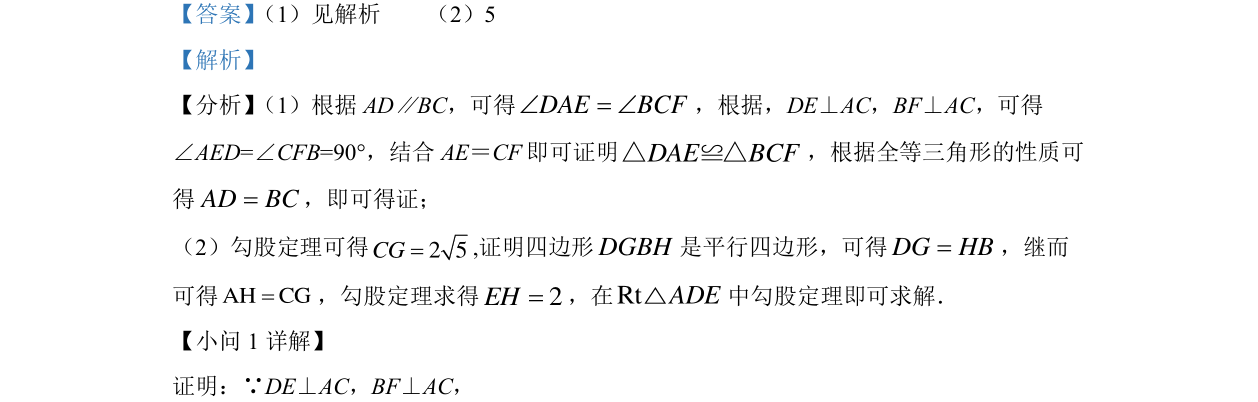 【答案】（1）见解析 （2）5
【解析】
【分析】（1）根据 AD∥BC，可得∠DAE = ∠BCF ，根据，DE⊥AC，BF⊥AC，可得
∠AED=∠CFB=90°，结合 AE＝CF 即可证明△DAE≌△BCF ，根据全等三角形的性质可
得 AD = BC ，即可得证；
（2）勾股定理可得CG = 2√5 ,证明四边形 DGBH 是平行四边形，可得 DG = HB ，继而
可得 AH = CG ，勾股定理求得 EH = 2 ，在 Rt△ADE 中勾股定理即可求解．
【小问 1 详解】
证明：∵DE⊥AC，BF⊥AC，